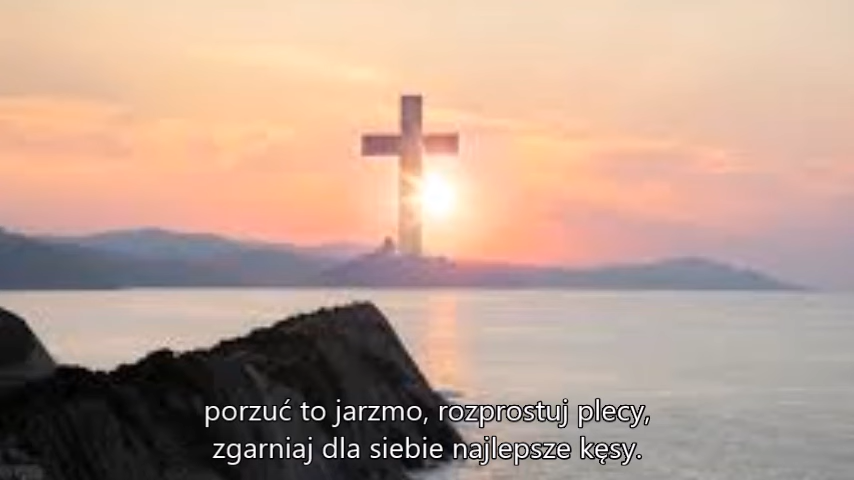 porzuć to jarzmo, rozprostuj plecy,
zgarniaj dla siebie najlepsze kęsy.